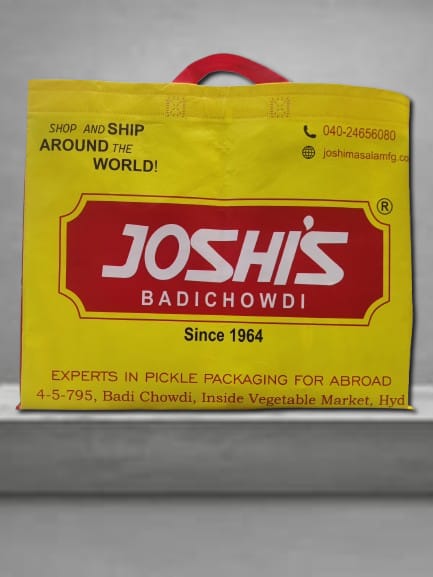 SHOP AND SHIP
AROUND THE
WORLD!
040-24656080
joshimasalamfg.co
®
JOSHI'S
BADICHOWDI
Since 1964
EXPERTS IN PICKLE PACKAGING FOR ABROAD
4-5-795, Badi Chowdi, Inside Vegetable Market, Hyd